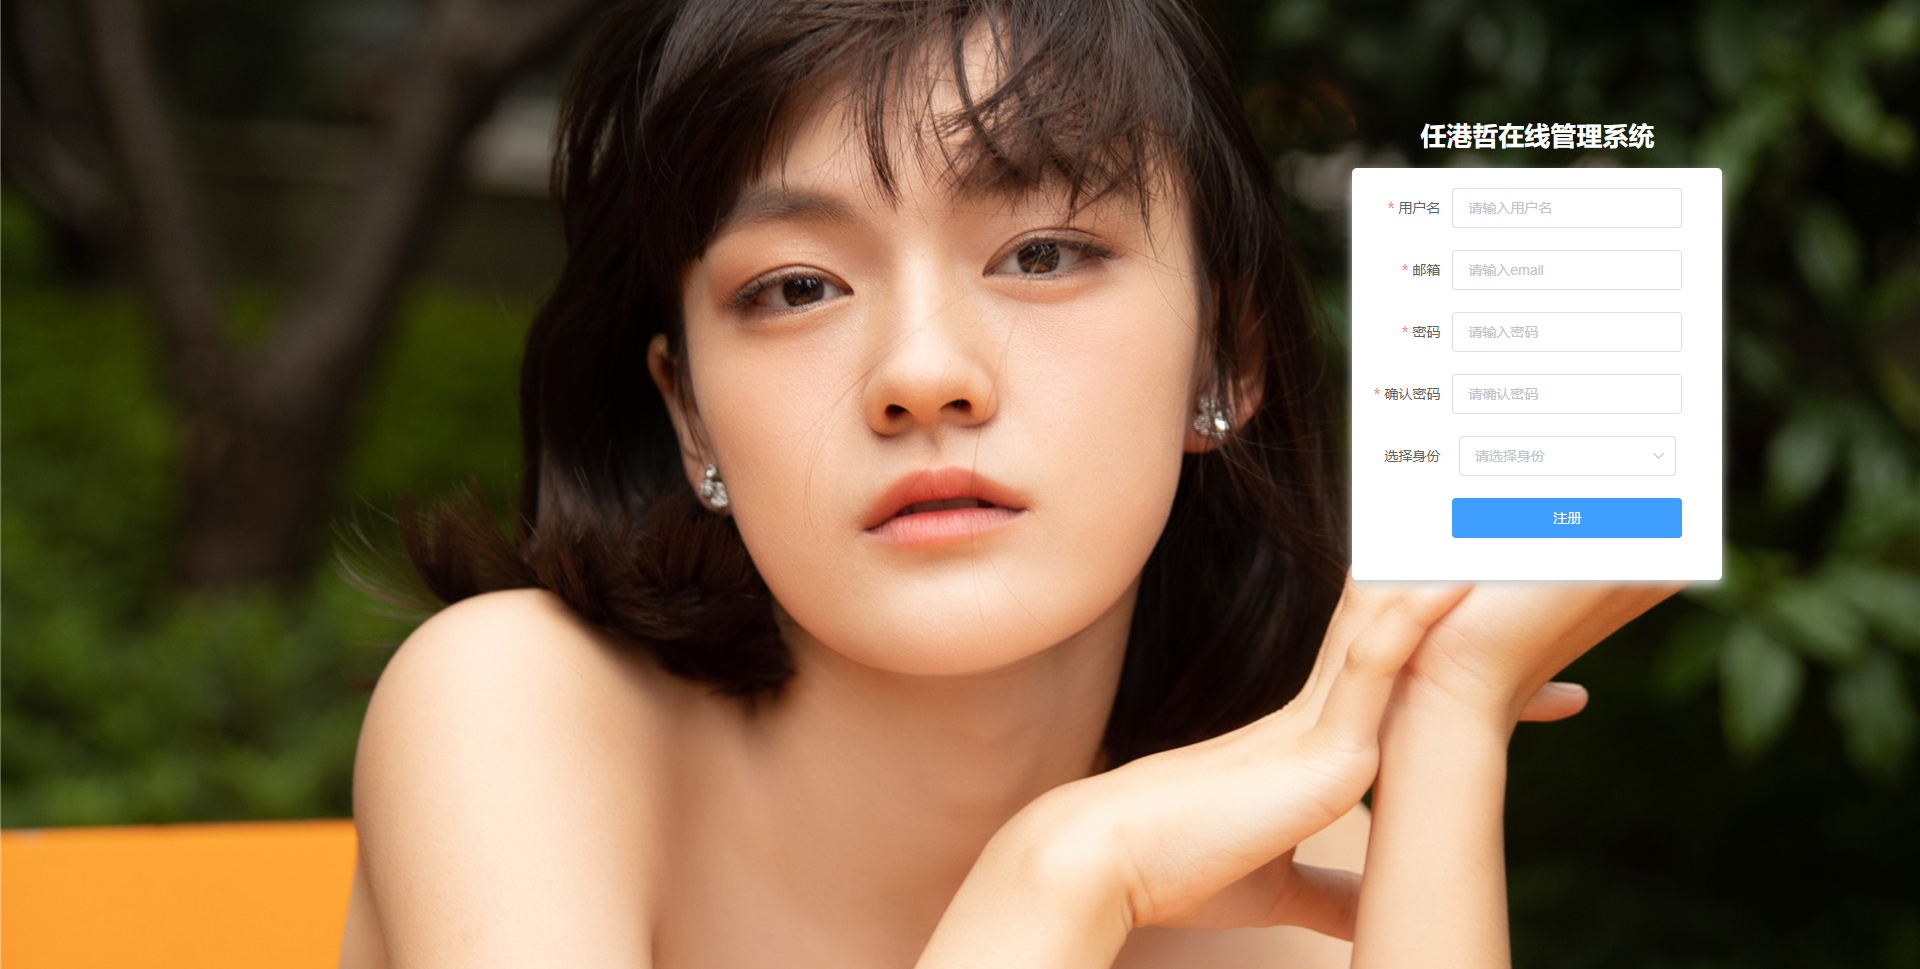 任港哲在线管理系统
* 用户名 请输入用户名
* 邮箱 请输入email
* 密码 请输入密码
* 确认密码 请确认密码
选择身份 请选择身份
注册